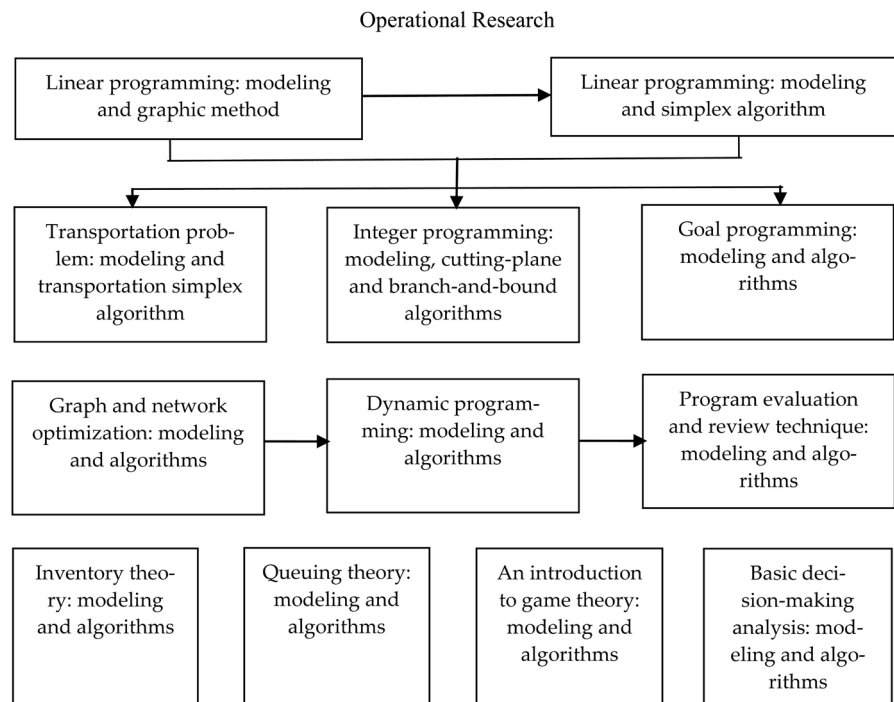 Operational Research
Linear programming: modeling
and graphic method
Linear programming: modeling
and simplex algorithm
Transportation prob-
lem: modeling and
transportation simplex
algorithm
Integer programming:
modeling, cutting-plane
and branch-and-bound
algorithms
Goal programming:
modeling and algo-
rithms
Graph and network
optimization: modeling
and algorithms
Dynamic program-
ming: modeling and
algorithms
Program evaluation
and review technique:
modeling and algo-
rithms
Inventory theo-
ry: modeling
and algorithms
Queuing theory:
modeling and
algorithms
An introduction
to game theory:
modeling and
algorithms
Basic deci-
sion-making
analysis: mod-
eling and algo-
rithms